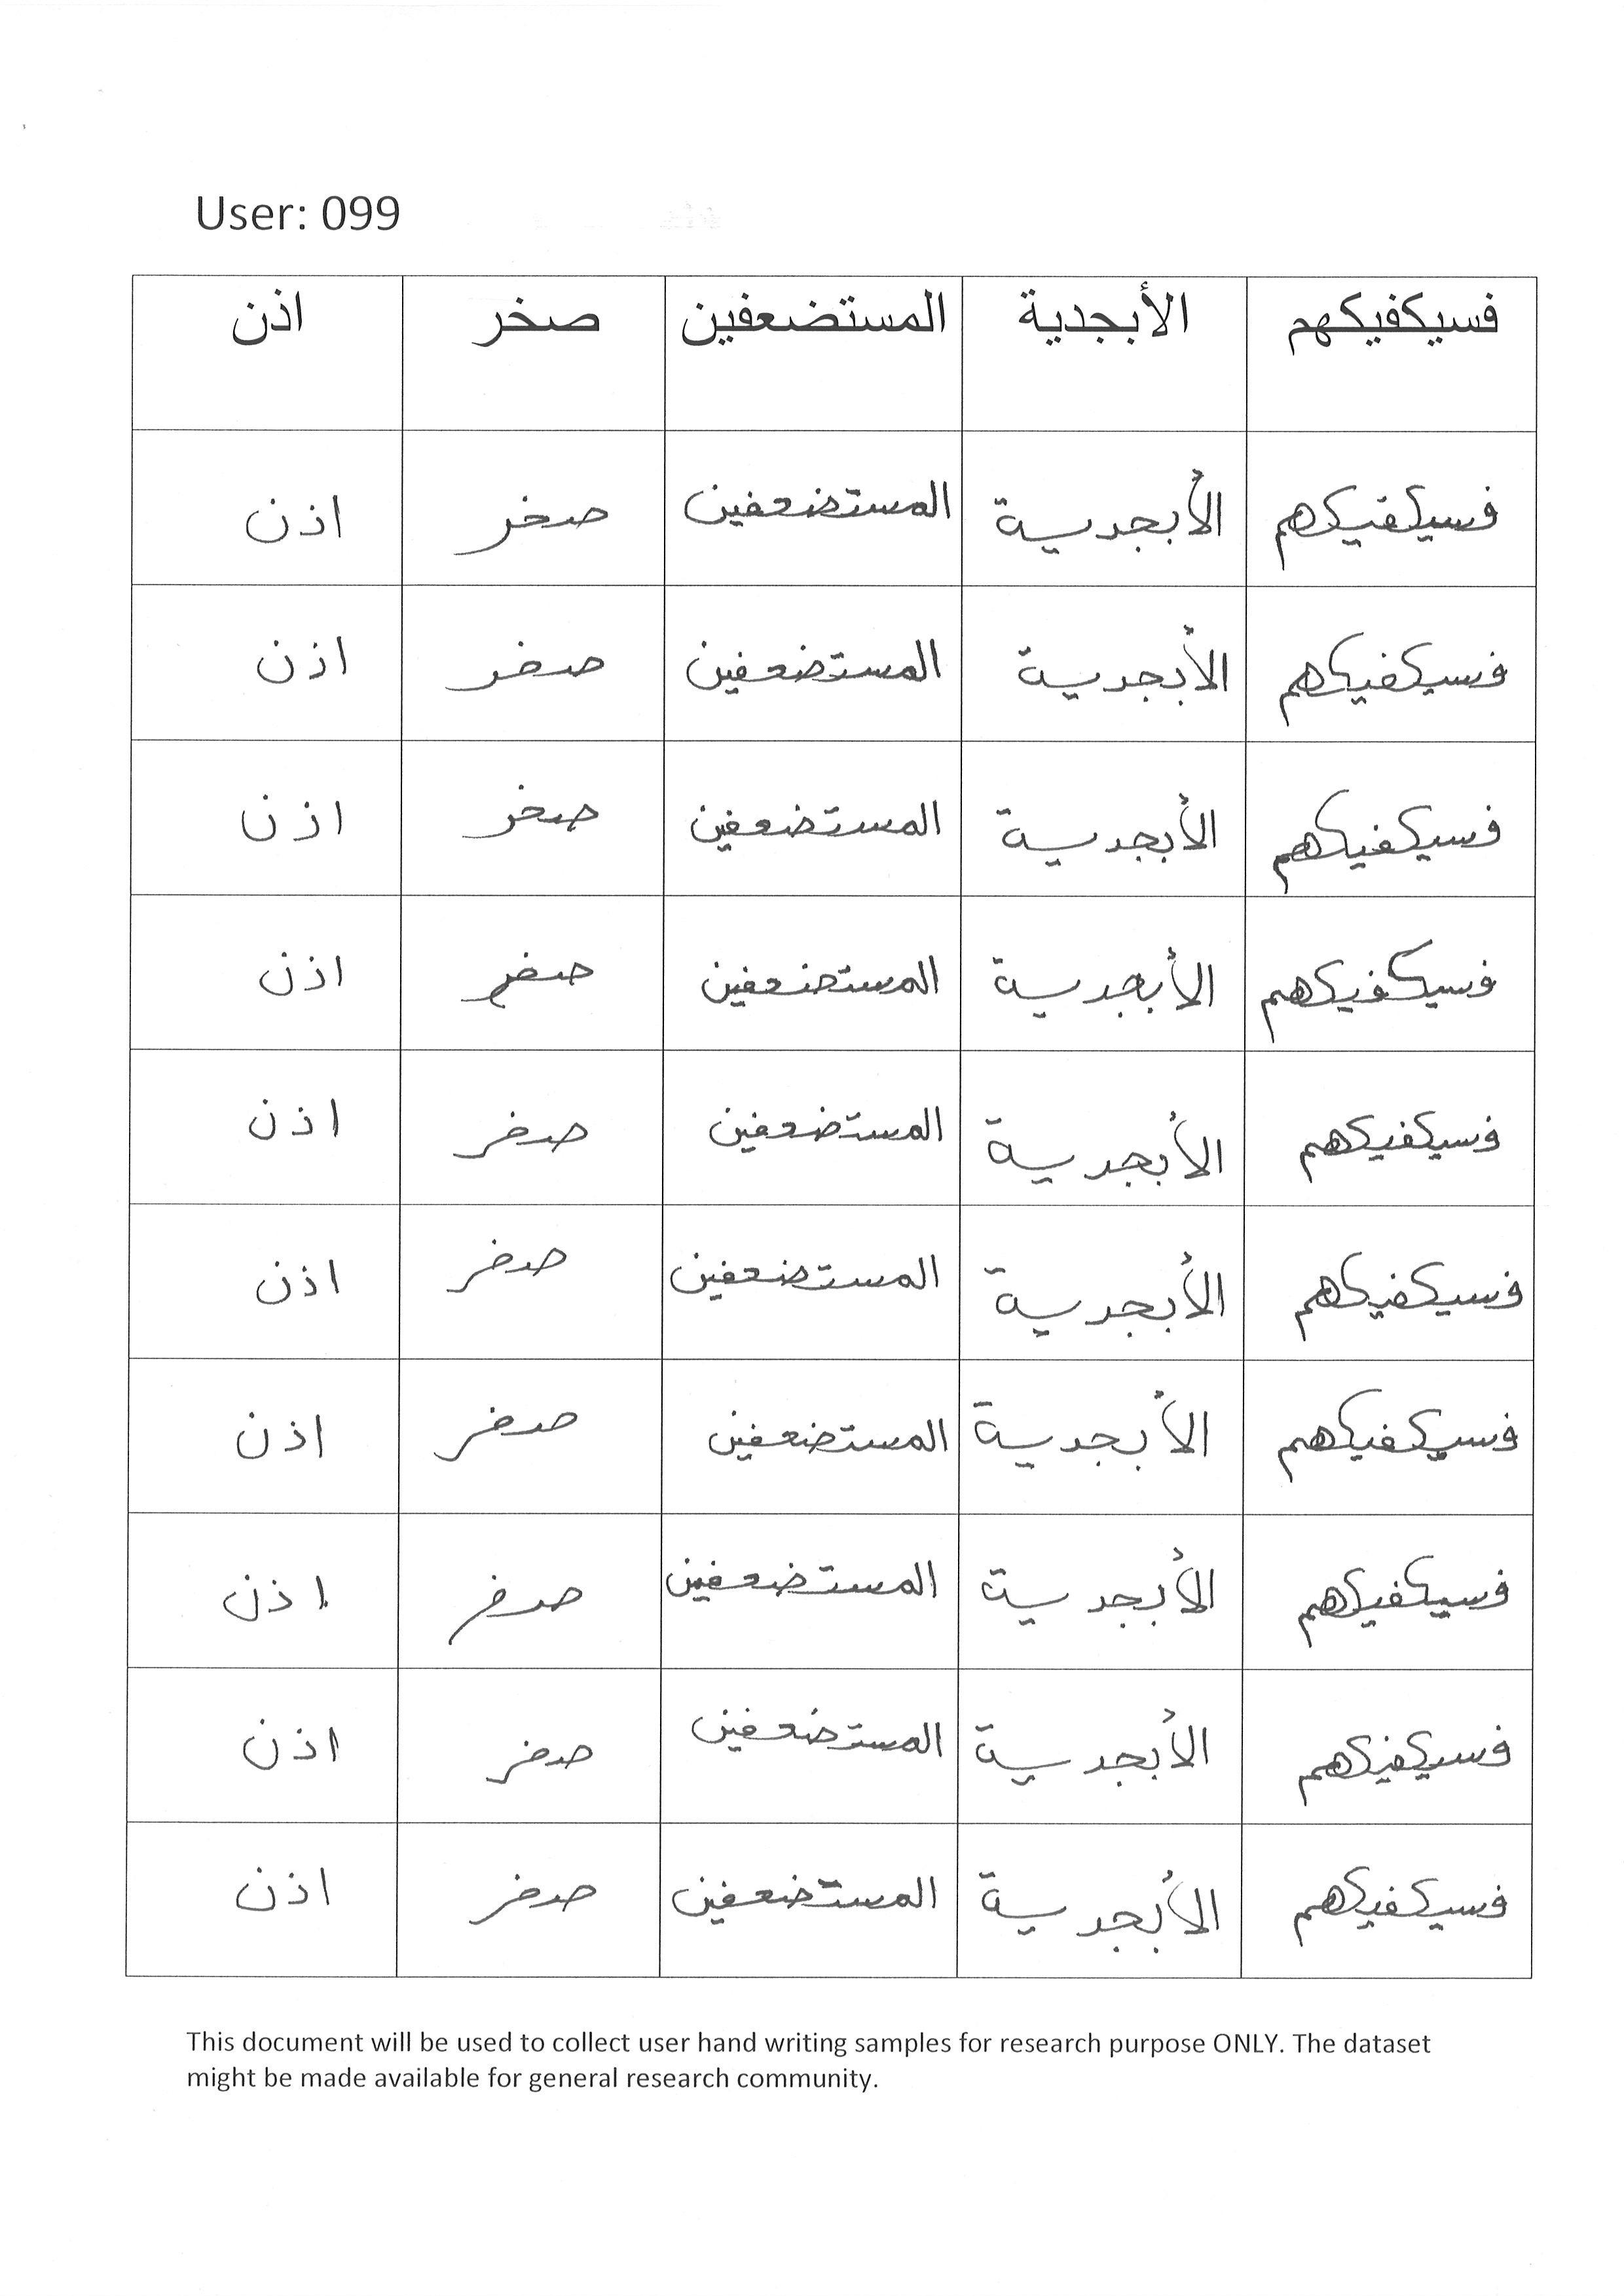 User: 099
فسيكفيكهم الأبجدية المستضعفين صخر اذن
فسيكفيكهم الأبجدية المستضعفين صخر اذن
فسيكفيكهم الأبجدية المستضعفين صخر اذن
فسيكفيكهم الأبجدية المستضعفين صخر اذن
فسيكفيكهم الأبجدية المستضعفين صخر اذن
فسيكفيكهم الأبجدية المستضعفين صخر اذن
فسيكفيكهم الأبجدية المستضعفين صخر اذن
فسيكفيكهم الأبجدية المستضعفين صخر اذن
فسيكفيكهم الأبجدية المستضعفين صخر اذن
فسيكفيكهم الأبجدية المستضعفين صخر اذن
فسيكفيكهم الأبجدية المستضعفين صخر اذن
This document will be used to collect user hand writing samples for research purpose ONLY. The dataset
might be made available for general research community.